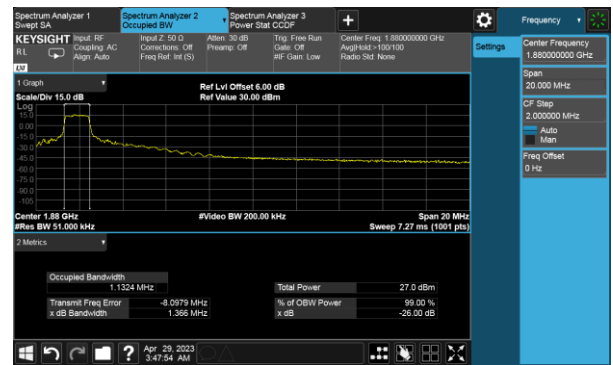 Spectrum Analyzer 1
Swept SA
Spectrum Analyzer 2
Occupied BW
Spectrum Analyzer 3
Power Stat CCDF
Frequency
KEYSIGHT
RL
Input: RF
Coupling: AC
Align: Auto
Input Z: 50 Ω
Corrections: Off
Freq Ref: Int (S)
Atten: 30 dB
Preamp: Off
Trig: Free Run
Gate: Off
#IF Gain: Low
Center Freq: 1.880000000 GHz
Avg|Hold:>100/100
Radio Std: None
Settings
Center Frequency
1.880000000 GHz
Span
20.000 MHz
CF Step
2.000000 MHz
Auto
Man
Freq Offset
0 Hz
1 Graph
Scale/Div 15.0 dB
Ref Lvl Offset 6.00 dB
Ref Value 30.00 dBm
Log
15.0
0.00
-15.0
-30.0
-45.0
-60.0
-75.0
-90.0
-105
Center 1.88 GHz
#Res BW 51.000 kHz
#Video BW 200.00 kHz
Span 20 MHz
Sweep 7.27 ms (1001 pts)
2 Metrics
Occupied Bandwidth
1.1324 MHz
Total Power 27.0 dBm
Transmit Freq Error -8.0979 MHz
% of OBW Power 99.00 %
x dB Bandwidth 1.366 MHz
x dB -26.00 dB
?
Apr 29, 2023
3:47:54 AM